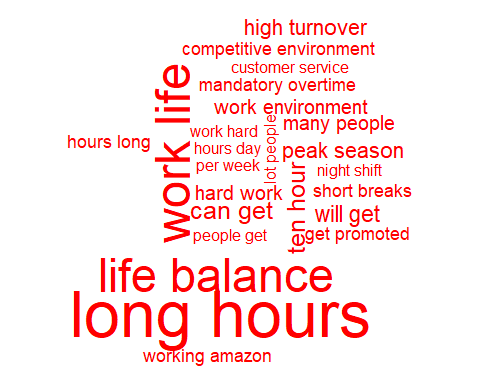 high turnover
competitive environment
customer service
mandatory overtime
work life
work environment
many people
work hard
lot people
hours long
hours day
peak season
per week
night shift
ten hour
hard work
short breaks
can get
will get
people get
get promoted
life balance
long hours
working amazon